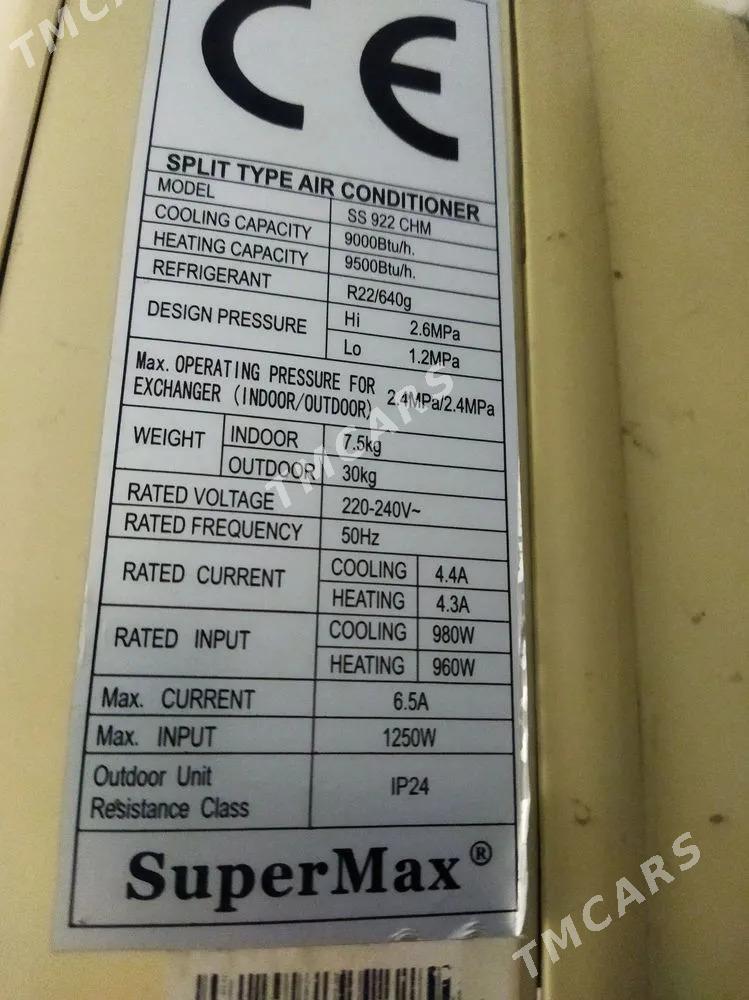 TMCARS
CE
SPLIT TYPE AIR CONDITIONER
MODEL SS 922 CHM
COOLING CAPACITY 9000Btu/h.
HEATING CAPACITY 9500Btu/h.
REFRIGERANT R22/640g
DESIGN PRESSURE Hi 2.6MPa
Lo 1.2MPa
Max. OPERATING PRESSURE FOR
EXCHANGER (INDOOR/OUTDOOR) 2.4MPa/2.4MPa
TMCARS
WEIGHT INDOOR 7.5kg
OUTDOOR 30kg
RATED VOLTAGE 220-240V~
RATED FREQUENCY 50Hz
RATED CURRENT COOLING 4.4A
HEATING 4.3A
RATED INPUT COOLING 980W
HEATING 960W
Max. CURRENT 6.5A
Max. INPUT 1250W
Outdoor Unit
Resistance Class IP24
SuperMax®
TMCARS